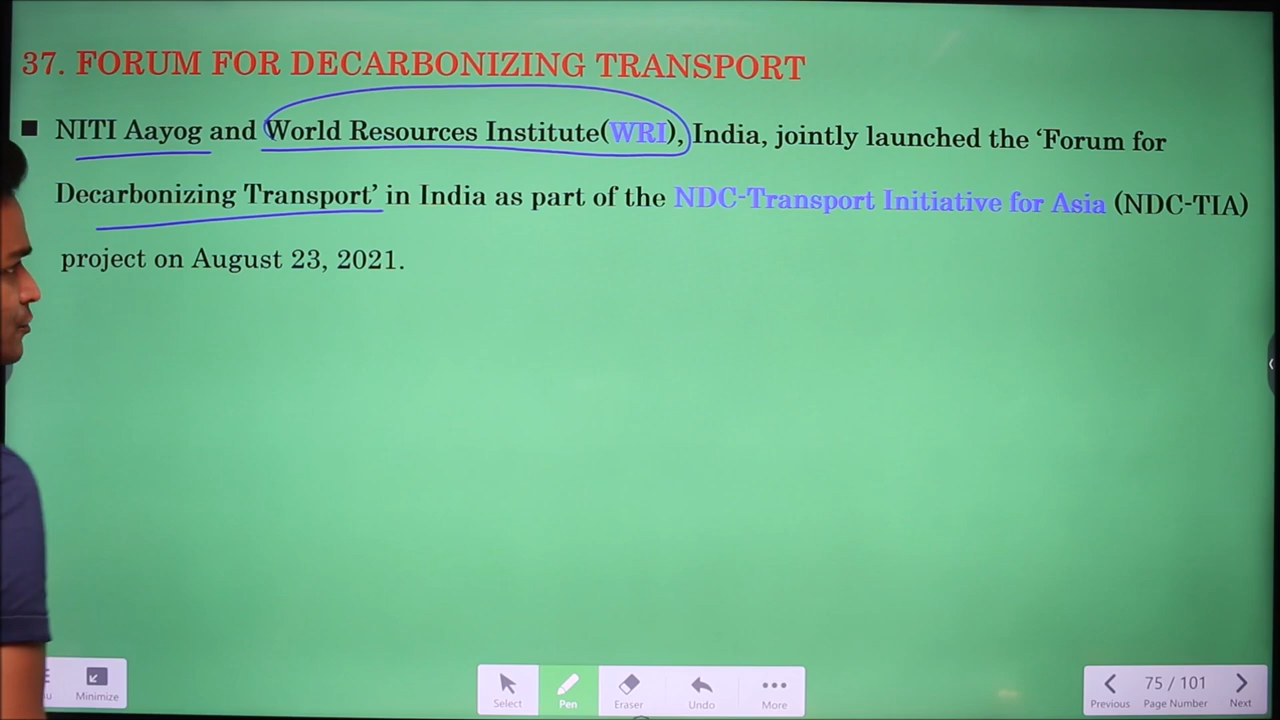 37. FORUM FOR DECARBONIZING TRANSPORT
■ NITI Aayog and World Resources Institute(WRI), India, jointly launched the ‘Forum for
Decarbonizing Transport’ in India as part of the NDC-Transport Initiative for Asia (NDC-TIA)
project on August 23, 2021.
Minimize
Select
Pen
Eraser
Undo
More
Previous
75 / 101
Page Number
Next